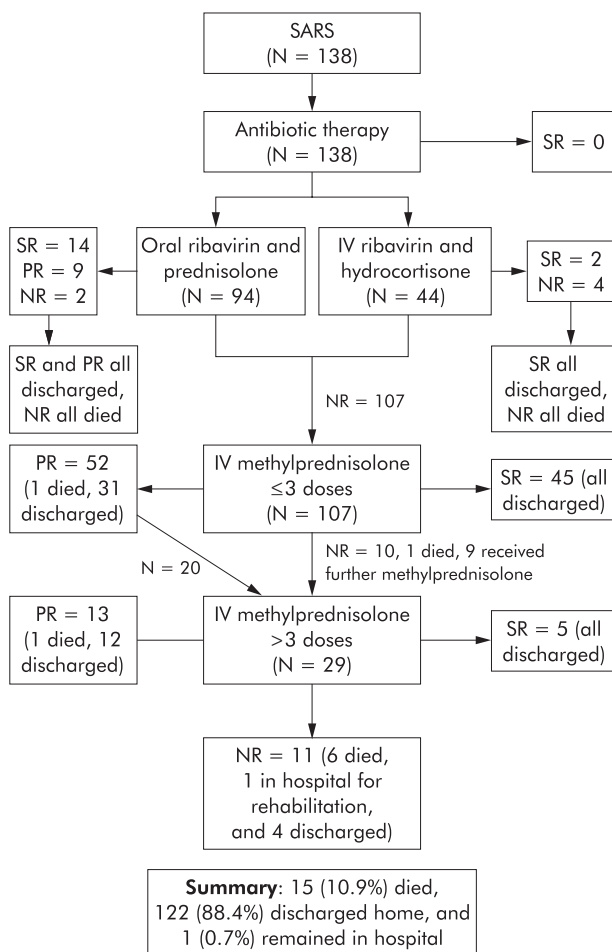 SARS
(N = 138)
Antibiotic therapy
(N = 138)
SR = 0
SR = 14
PR = 9
NR = 2
Oral ribavirin and
prednisolone
(N = 94)
IV ribavirin and
hydrocortisone
(N = 44)
SR = 2
NR = 4
SR and PR all
discharged,
NR all died
SR all
discharged,
NR all died
NR = 107
PR = 52
(1 died, 31
discharged)
IV methylprednisolone
≤3 doses
(N = 107)
SR = 45 (all
discharged)
N = 20
NR = 10, 1 died, 9 received
further methylprednisolone
PR = 13
(1 died, 12
discharged)
IV methylprednisolone
>3 doses
(N = 29)
SR = 5 (all
discharged)
NR = 11 (6 died,
1 in hospital for
rehabilitation,
and 4 discharged)
Summary: 15 (10.9%) died,
122 (88.4%) discharged home, and
1 (0.7%) remained in hospital